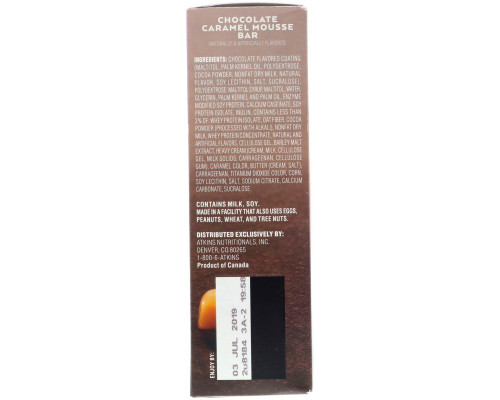 CHOCOLATE
CARAMEL MOUSSE
BAR
NATURALLY & ARTIFICIALLY FLAVORED
INGREDIENTS: CHOCOLATE FLAVORED COATING
(MALTITOL, PALM KERNEL OIL, POLYDEXTROSE,
COCOA POWDER, NONFAT DRY MILK, NATURAL
FLAVOR, SOY LECITHIN, SALT, SUCRALOSE),
POLYDEXTROSE, MALTITOL SYRUP, MALTITOL, WATER,
GLYCERIN, PALM KERNEL AND PALM OIL, ENZYME
MODIFIED SOY PROTEIN, CALCIUM CASEINATE, SOY
PROTEIN ISOLATE, INULIN, CONTAINS LESS THAN
2% OF: WHEY PROTEIN ISOLATE, OAT FIBER, COCOA
POWDER (PROCESSED WITH ALKALI), NONFAT DRY
MILK, WHEY PROTEIN CONCENTRATE, NATURAL AND
ARTIFICIAL FLAVORS, CELLULOSE GEL, BARLEY MALT
EXTRACT, HEAVY CREAM (CREAM, MILK, CELLULOSE
GEL, MILK SOLIDS, CARRAGEENAN, CELLULOSE
GUM), CARAMEL COLOR, BUTTER (CREAM, SALT),
CARRAGEENAN, TITANIUM DIOXIDE COLOR, CORN,
SOY LECITHIN, SALT, SODIUM CITRATE, CALCIUM
CARBONATE, SUCRALOSE
CONTAINS MILK, SOY.
MADE IN A FACILITY THAT ALSO USES EGGS,
PEANUTS, WHEAT, AND TREE NUTS.
DISTRIBUTED EXCLUSIVELY BY:
ATKINS NUTRITIONALS, INC.
DENVER, CO 80265
1-800-6-ATKINS
Product of Canada
ENJOY BY:
03 JUL 2019
2u8184 3A-2 19:58